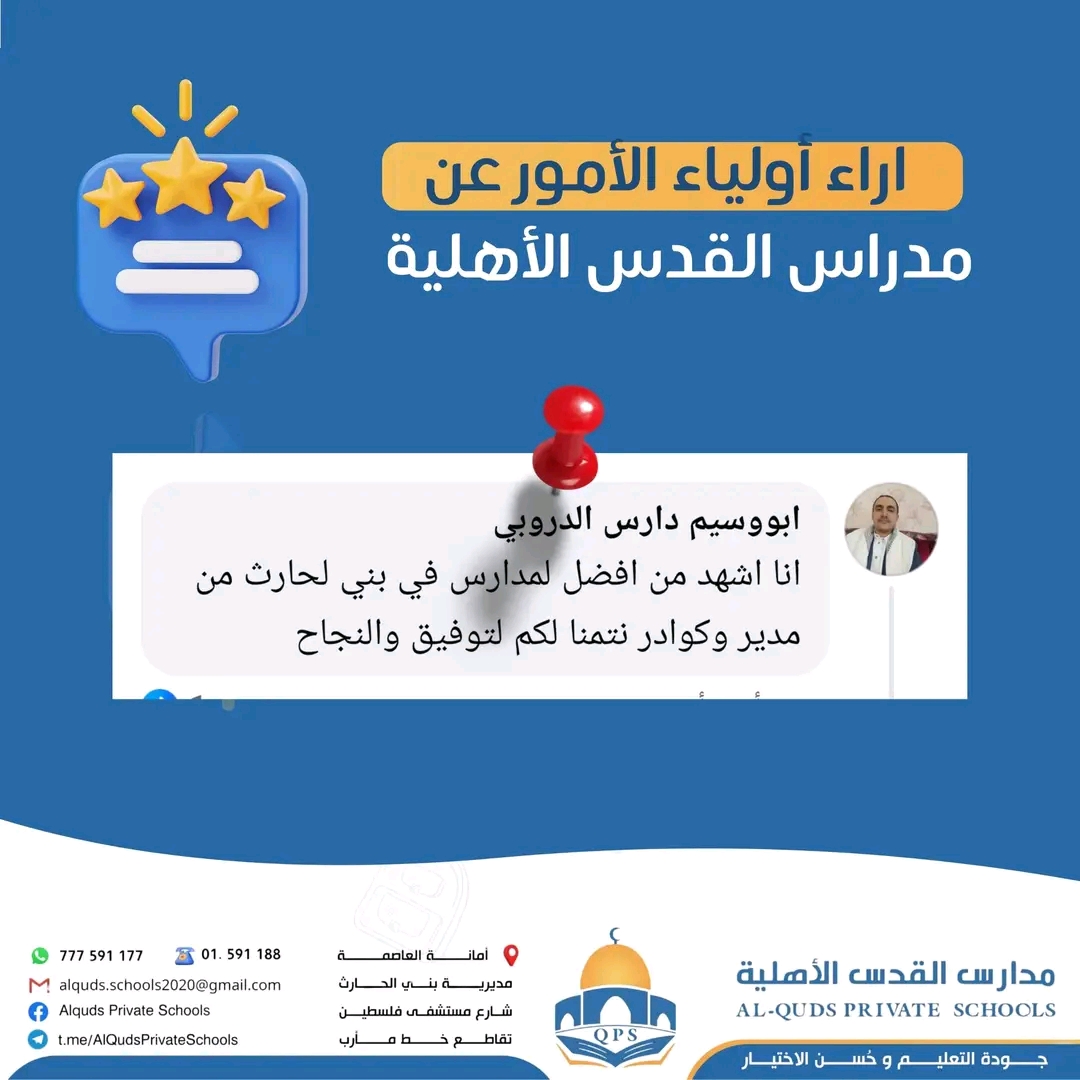 اراء أولياء الأمور عن
مدراس القدس الأهلية
ابووسيم دارس الدروبي
انا اشهد من افضل لمدارس في بني لحارث من
مدير وكوادر نتمنا لكم لتوفيق والنجاح
مدارس القدس الأهلية
AL-QUDS PRIVATE SCHOOLS
جودة التعليم و حُسن الاختيار
QPS
أمانة العاصمة
مديرية بني الحارث
شارع مستشفى فلسطين
تقاطع خط مأرب
01. 591 188
777 591 177
alquds.schools2020@gmail.com
Alquds Private Schools
t.me/AlQudsPrivateSchools